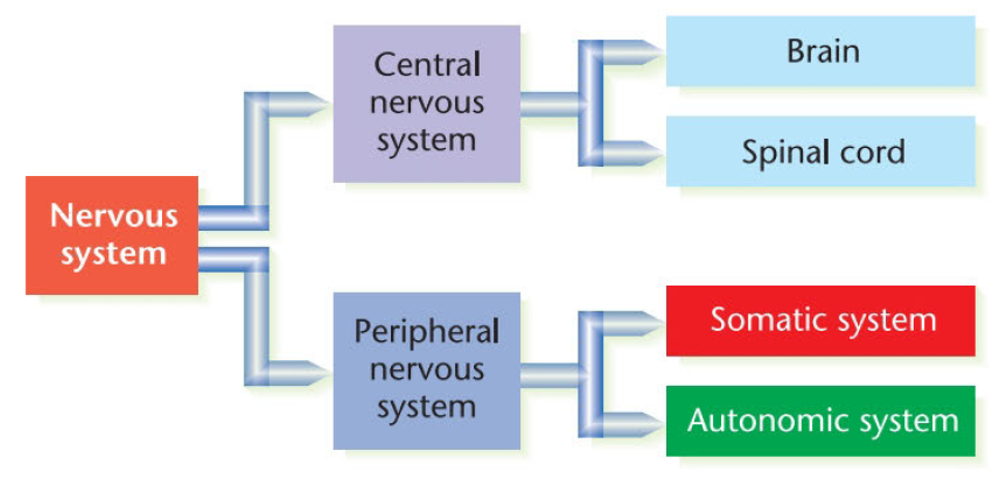 Nervous
system
Central
nervous
system
Brain
Spinal cord
Peripheral
nervous
system
Somatic system
Autonomic system